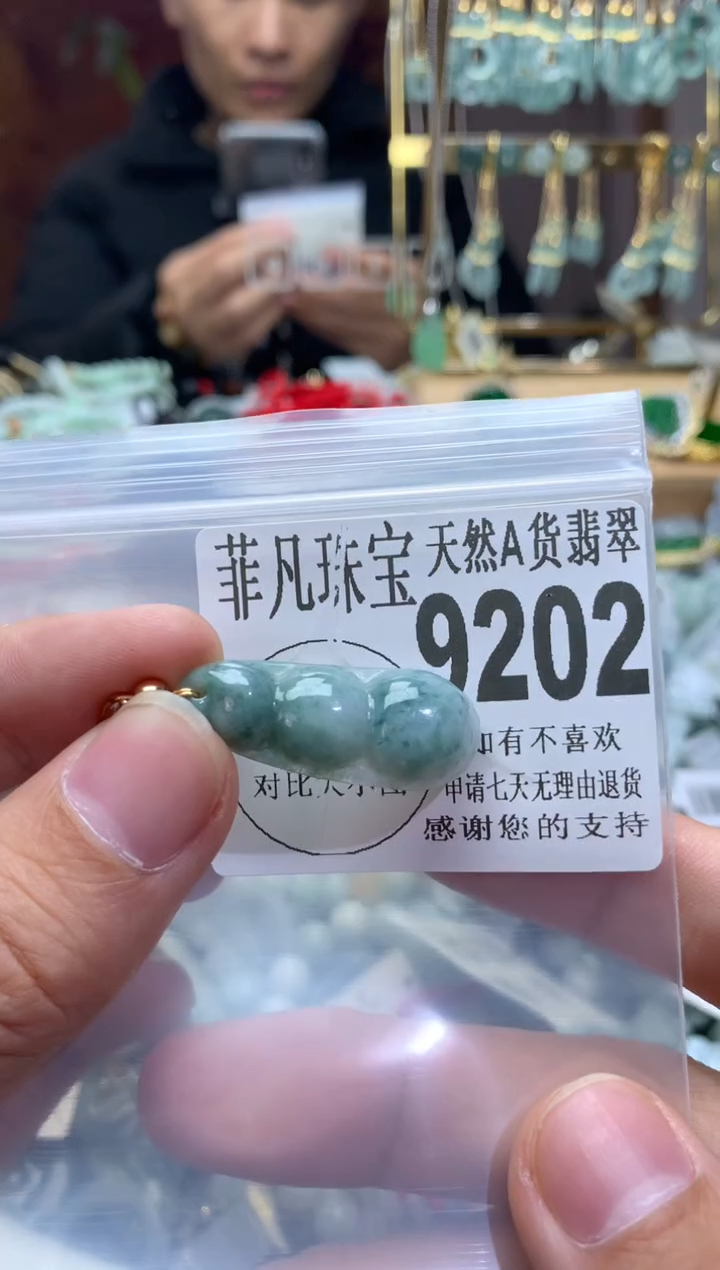 菲凡珠宝
天然A货翡翠
9202
如有不喜欢
申请七天无理由退货
对比大小图
感谢您的支持